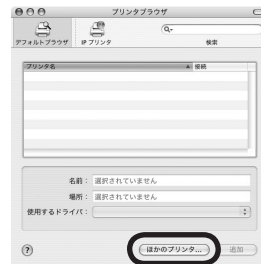 プリンタブラウザ
デフォルトブラウザ IP プリンタ 検索
プリンタ名 接続
名前： 選択されていません
場所： 選択されていません
使用するドライバ：
? ほかのプリンタ... 追加